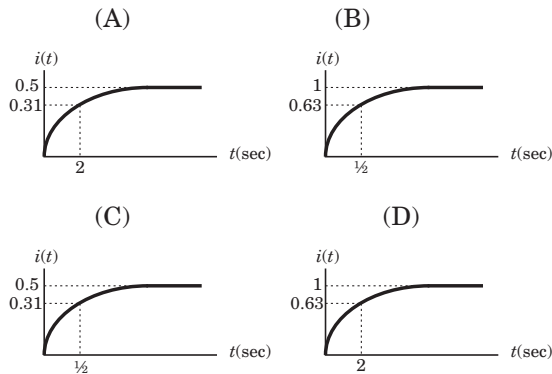 (A)
i(t)
0.5
0.31
2
t(sec)
(B)
i(t)
1
0.63
½
t(sec)
(C)
i(t)
0.5
0.31
½
t(sec)
(D)
i(t)
1
0.63
2
t(sec)